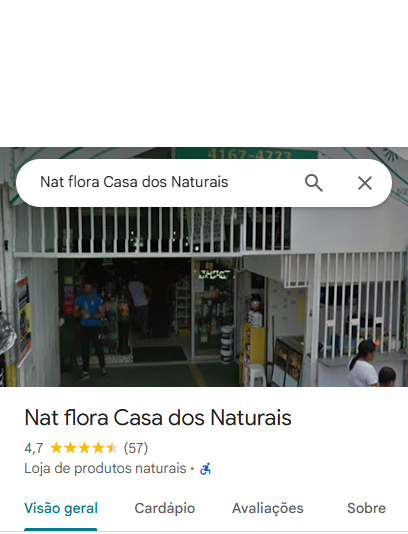 4167-4773
Nat flora Casa dos Naturais
Nat flora Casa dos Naturais
4,7 (57)
Loja de produtos naturais ·
Visão geral Cardápio Avaliações Sobre